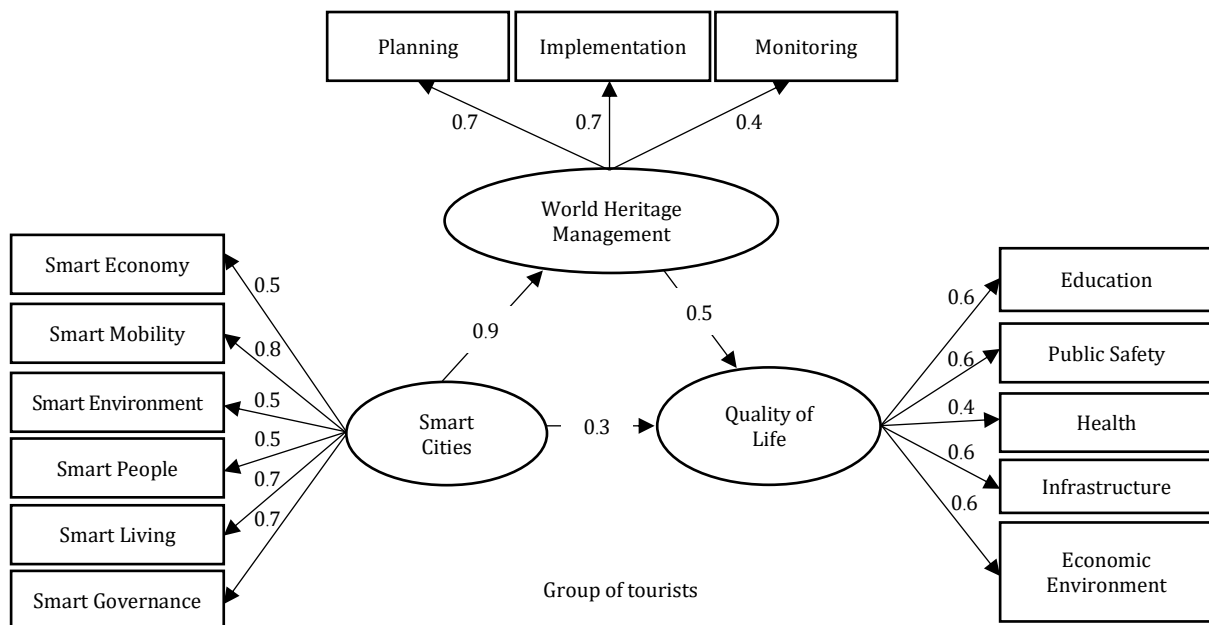 Planning
Implementation
Monitoring
0.7
0.7
0.4
World Heritage
Management
Smart Economy
Smart Mobility
Smart Environment
Smart People
Smart Living
Smart Governance
0.5
0.8
0.5
0.5
0.7
0.7
Smart
Cities
0.9
0.3
0.5
Quality of
Life
0.6
0.6
0.4
0.6
0.6
Education
Public Safety
Health
Infrastructure
Economic
Environment
Group of tourists